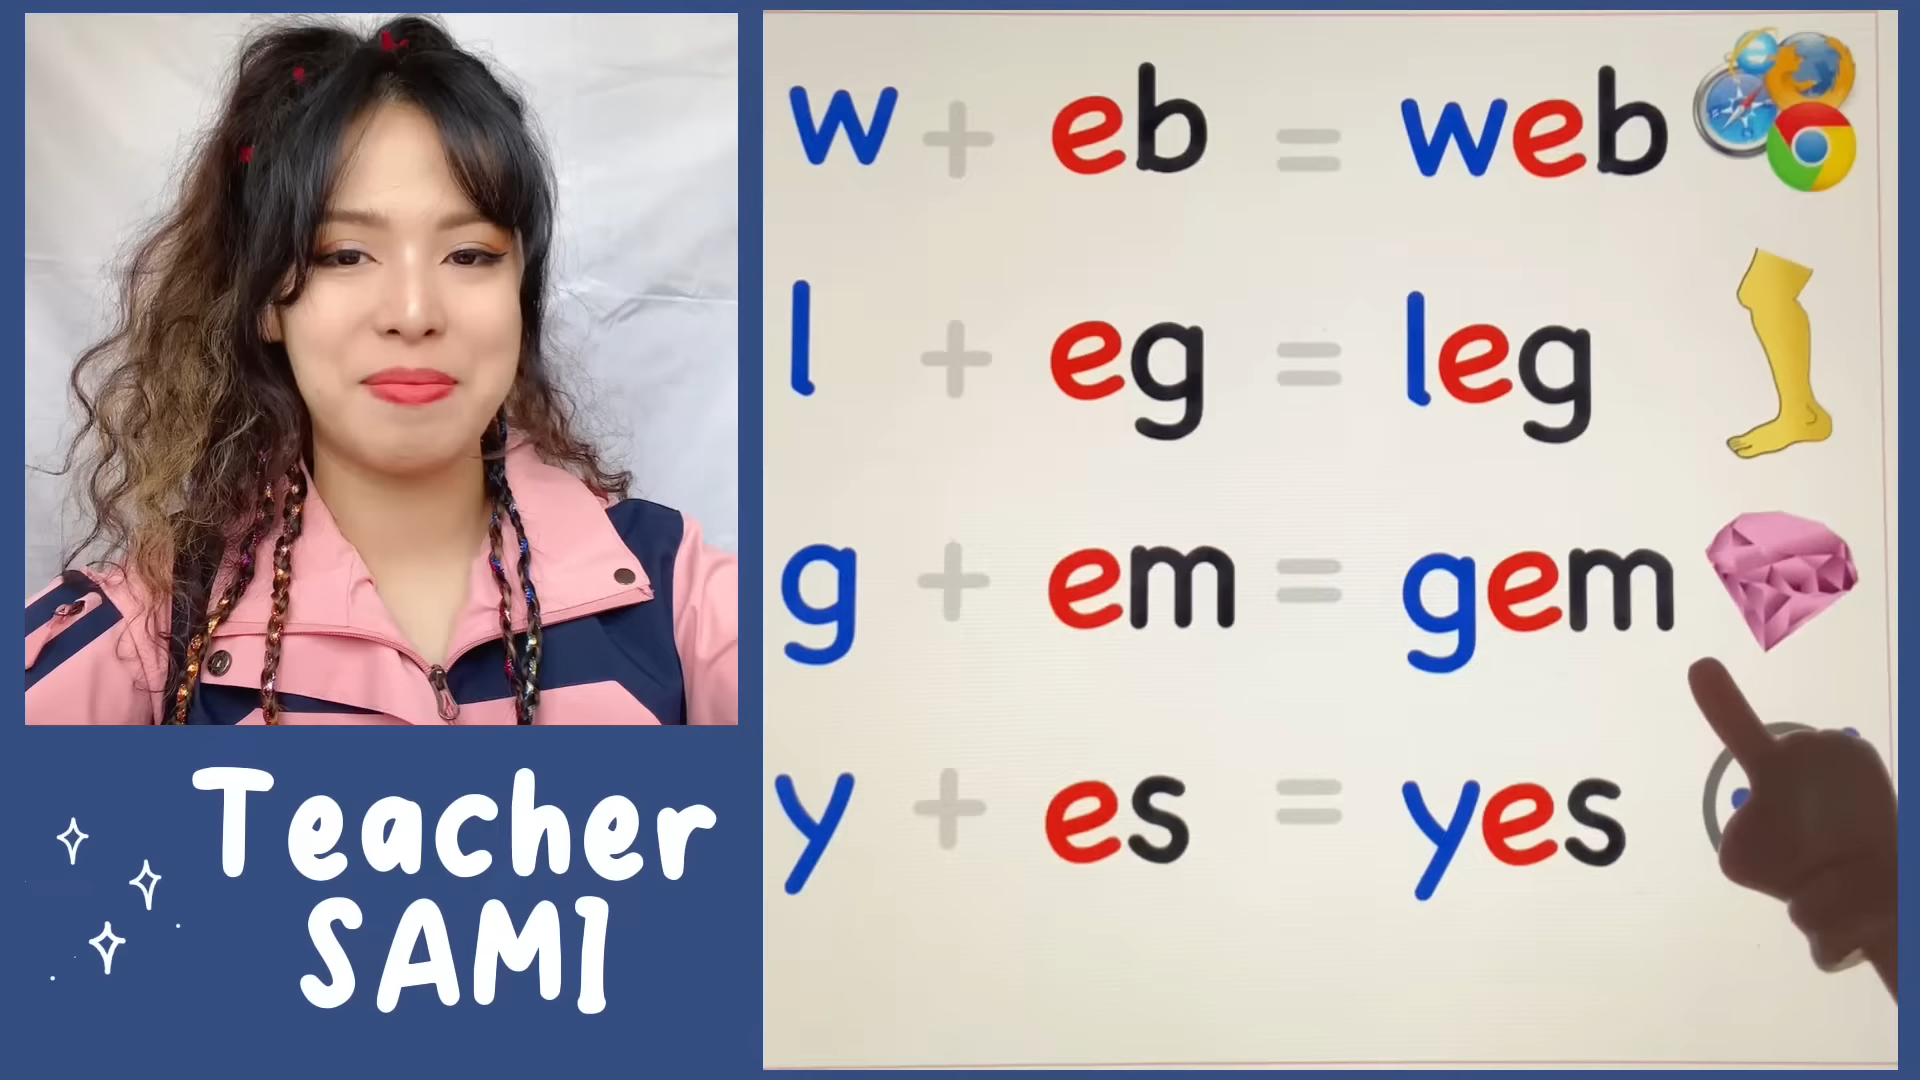 Teacher
SAMI
w + eb = web
l + eg = leg
g + em = gem
y + es = yes